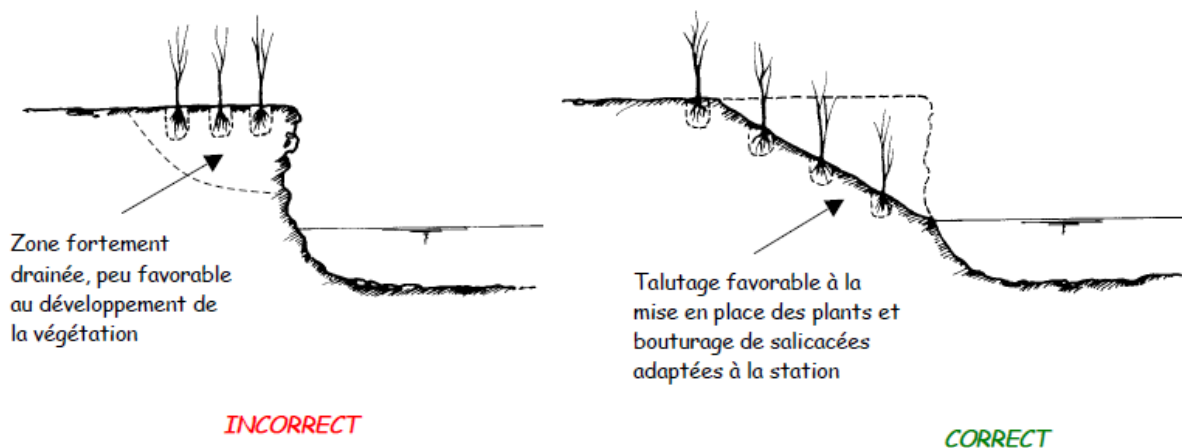 Zone fortement
drainée, peu favorable
au développement de
la végétation
INCORRECT
Talutage favorable à la
mise en place des plants et
bouturage de salicacées
adaptées à la station
CORRECT